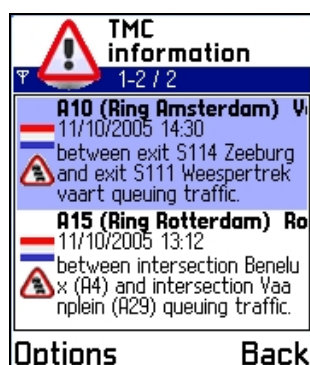 TMC
information
1-2 / 2
A10 (Ring Amsterdam)
11/10/2005 14:30
between exit S114 Zeeburg
and exit S111 Weespertrek
vaart queuing traffic.
A15 (Ring Rotterdam) Ro
11/10/2005 13:12
between intersection Benelu
x (A4) and intersection Vaa
nplein (A29) queuing traffic.
Options Back